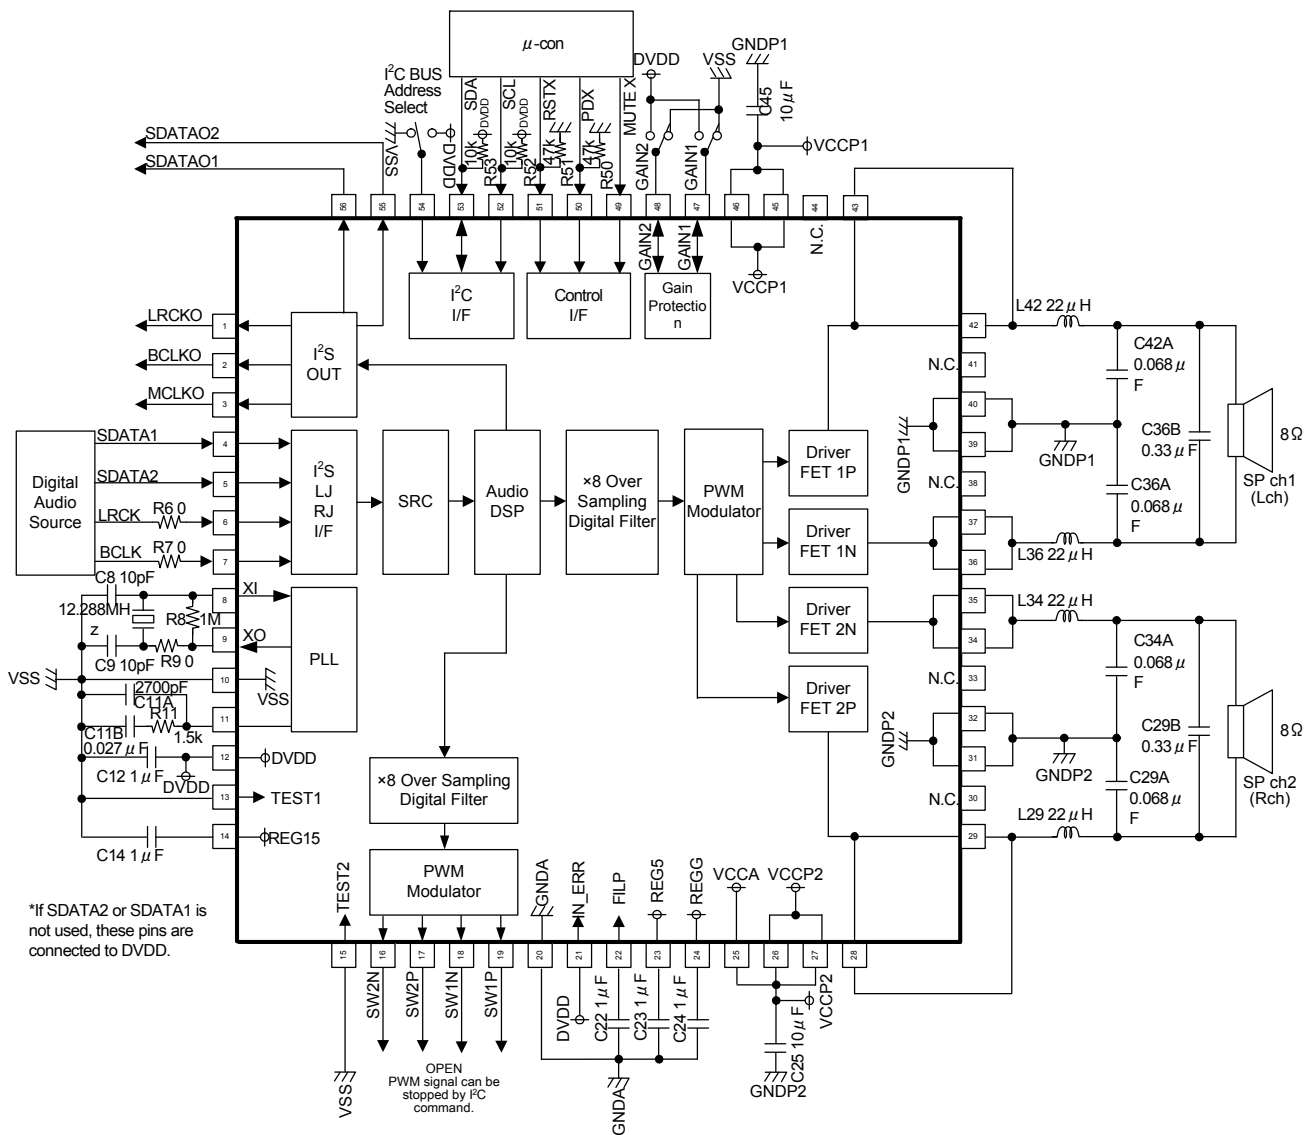 μ-con
GNDP1
DVDD
VSS
I²C BUS
Address
Select
SDA
SCL
RSTX
PDX
MUTE X
DVDD
DVDD
C45
10μF
SDATAO2
SDATAO1
VSS
DVDD
10k
R53
10k
R52
47k
R51
47k
R50
GAIN2
GAIN1
VCCP1
56
55
54
53
52
51
50
49
48
47
46
45
44
43
GAIN2
GAIN1
N.C.
VCCP1
I²C
I/F
Control
I/F
Gain
Protectio
n
LRCKO
1
BCLKO
2
MCLKO
3
I²S
OUT
L42 22μH
42
N.C.
41
40
39
GNDP1
GNDP1
N.C.
38
37
36
L36 22μH
C42A
0.068μ
F
C36B
0.33μF
C36A
0.068μ
F
8Ω
SP ch1
(Lch)
Digital
Audio
Source
SDATA1
4
SDATA2
5
LRCK
R6 0
6
BCLK
R7 0
7
I²S
LJ
RJ
I/F
SRC
Audio
DSP
×8 Over
Sampling
Digital Filter
PWM
Modulator
Driver
FET 1P
Driver
FET 1N
Driver
FET 2N
Driver
FET 2P
C8 10pF
8
XI
12.288MH
z
R8
1M
9
XO
C9 10pF
R9 0
PLL
VSS
10
VSS
2700pF
C11A
11
R11
1.5k
C11B
0.027μF
12
DVDD
C12 1μF
DVDD
13
TEST1
14
REG15
C14 1μF
35
34
L34 22μH
N.C.
33
32
31
GNDP2
GNDP2
N.C.
30
29
L29 22μH
C34A
0.068μ
F
C29B
0.33μF
C29A
0.068μ
F
8Ω
SP ch2
(Rch)
×8 Over Sampling
Digital Filter
PWM
Modulator
*If SDATA2 or SDATA1 is
not used, these pins are
connected to DVDD.
TEST2
GNDA
IN_ERR
FILP
REG5
REGG
VCCA
VCCP2
15
16
17
18
19
20
21
22
23
24
25
26
27
28
SW2N
SW2P
SW1N
SW1P
DVDD
C22 1μF
C23 1μF
C24 1μF
C25 10μF
VCCP2
VSS
OPEN
PWM signal can be
stopped by I²C
command.
GNDA
GNDP2